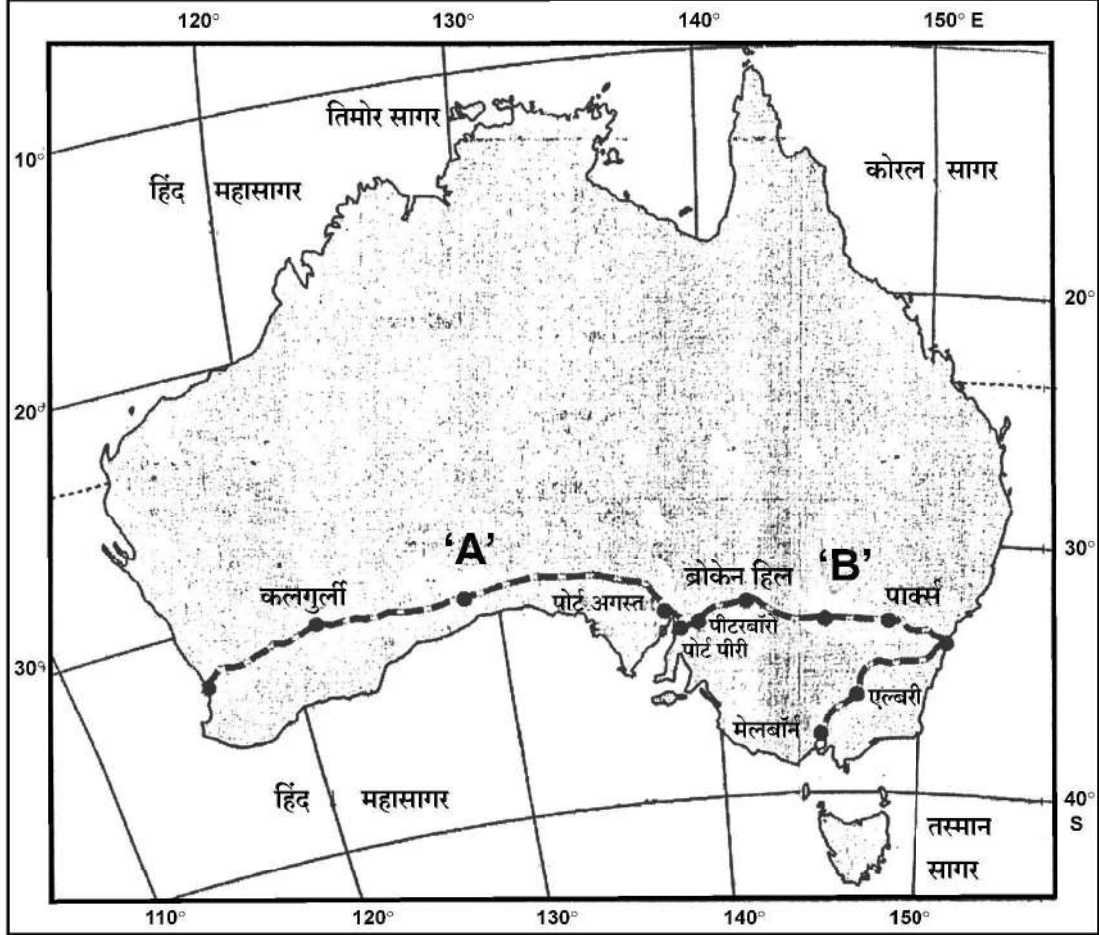 120° 130° 140° 150° E
तिमोर सागर
10°
हिंद महासागर
कोरल सागर
20°
20°
'A'
'B'
30°
ब्रोकेन हिल
कलगुर्ली
पोर्ट अगस्त
पार्क्स
पीटरबॉरो
पोर्ट पीरी
30°
एल्बरी
मेलबॉर्न
हिंद महासागर
40°
S
तस्मान
सागर
110° 120° 130° 140° 150°